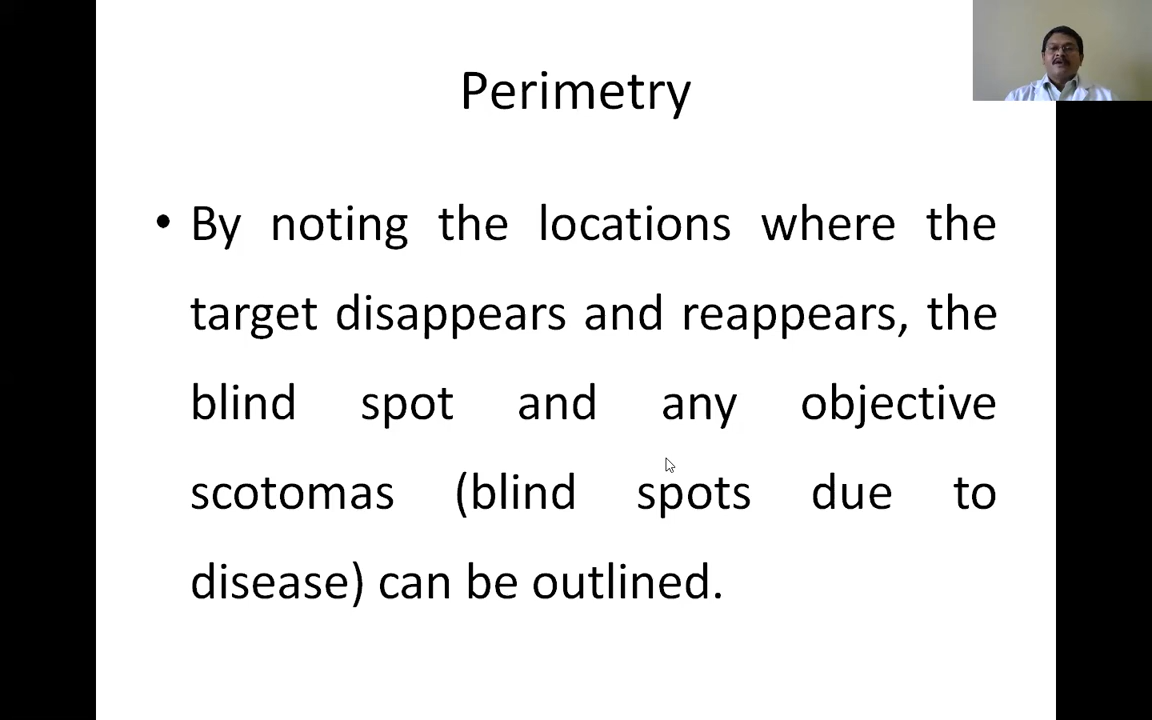 Perimetry
• By noting the locations where the
target disappears and reappears, the
blind spot and any objective
scotomas (blind spots due to
disease) can be outlined.